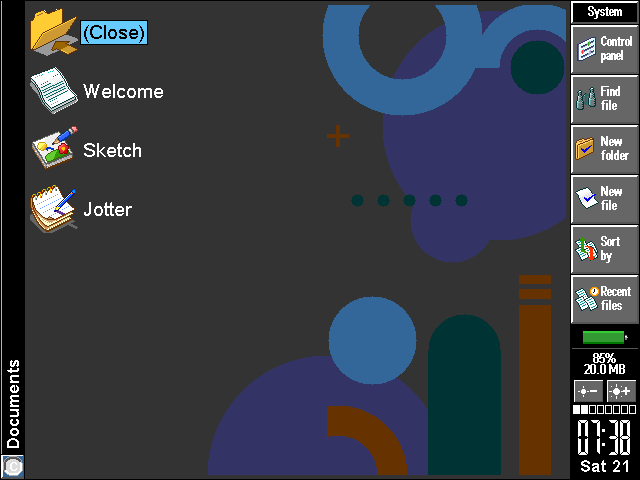 (Close)
Welcome
Sketch
Jotter
Documents
C
System
Control
panel
Find
file
New
folder
New
file
Sort
by
Recent
files
85%
20.0 MB
07:38
Sat 21